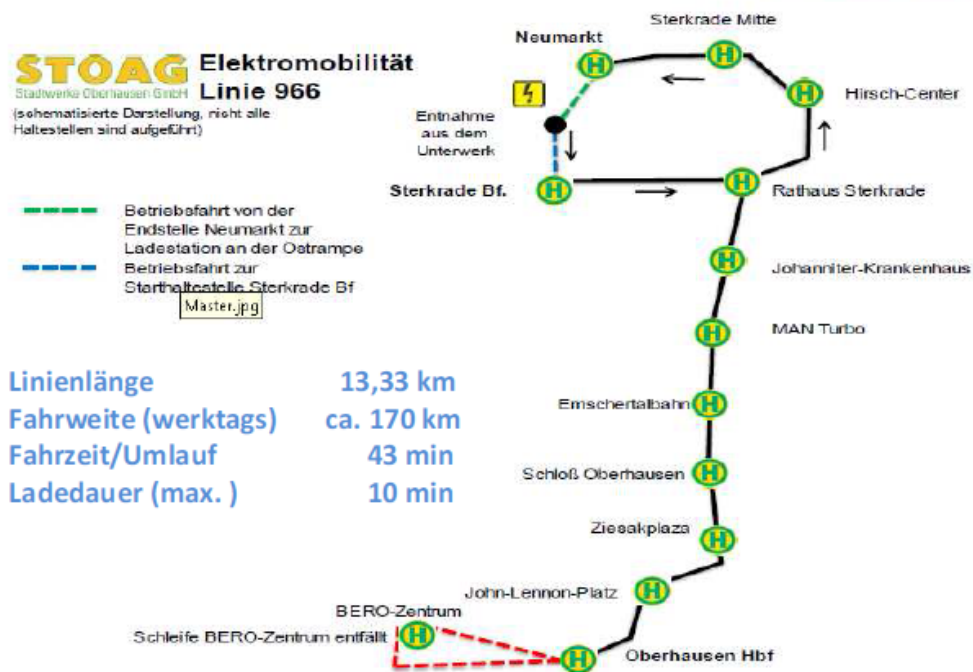 STOAG Elektromobilität
Stadtwerke Oberhausen GmbH Linie 966
(schematisierte Darstellung, nicht alle
Haltestellen sind aufgeführt)
Sterkrade Mitte
Neumarkt
H
H
H
Hirsch-Center
Entnahme
aus dem
Unterwerk
Sterkrade Bf.
H
H
Rathaus Sterkrade
Betriebsfahrt von der
Endstelle Neumarkt zur
Ladestation an der Ostrampe
Betriebsfahrt zur
Starthaltestelle Sterkrade Bf
Master.jpg
H
Johanniter-Krankenhaus
H
MAN Turbo
Linienlänge 13,33 km
Fahrweite (werktags) ca. 170 km
Fahrzeit/Umlauf 43 min
Ladedauer (max. ) 10 min
Emschertalbahn
H
Schloß Oberhausen
H
Ziesakplaza
H
John-Lennon-Platz
H
BERO-Zentrum
Schleife BERO-Zentrum entfällt
H
H
Oberhausen Hbf